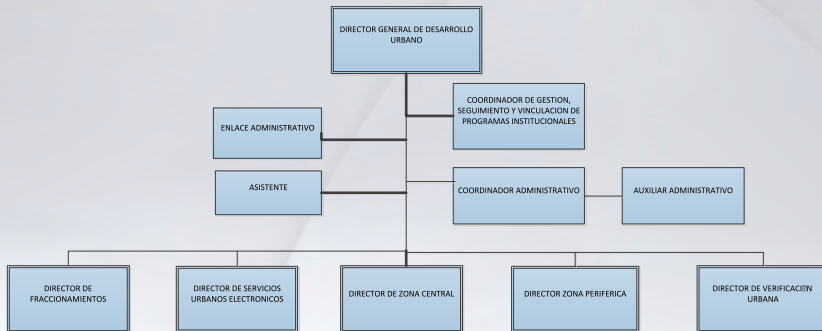 DIRECTOR GENERAL DE DESARROLLO
URBANO
COORDINADOR DE GESTION,
SEGUIMIENTO Y VINCULACION DE
PROGRAMAS INSTITUCIONALES
ENLACE ADMINISTRATIVO
ASISTENTE
COORDINADOR ADMINISTRATIVO
AUXILIAR ADMINISTRATIVO
DIRECTOR DE
FRACCIONAMIENTOS
DIRECTOR DE SERVICIOS
URBANOS ELECTRONICOS
DIRECTOR DE ZONA CENTRAL
DIRECTOR ZONA PERIFERICA
DIRECTOR DE VERIFICACI⍰N
URBANA